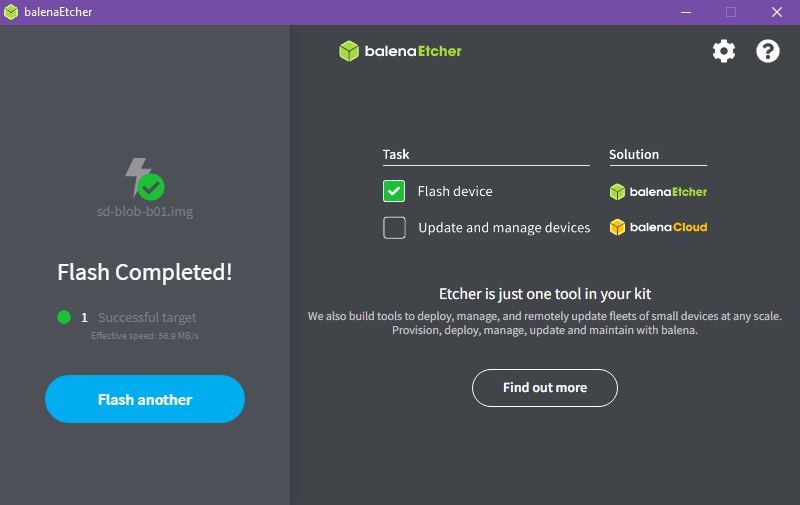 balenaEtcher
balenaEtcher
Task Solution
Flash device balenaEtcher
Update and manage devices balenaCloud
sd-blob-b01.img
Flash Completed!
1 Successful target
Effective speed: 56.9 MB/s
Flash another
Etcher is just one tool in your kit
We also build tools to deploy, manage, and remotely update fleets of small devices at any scale.
Provision, deploy, manage, update and maintain with balena.
Find out more